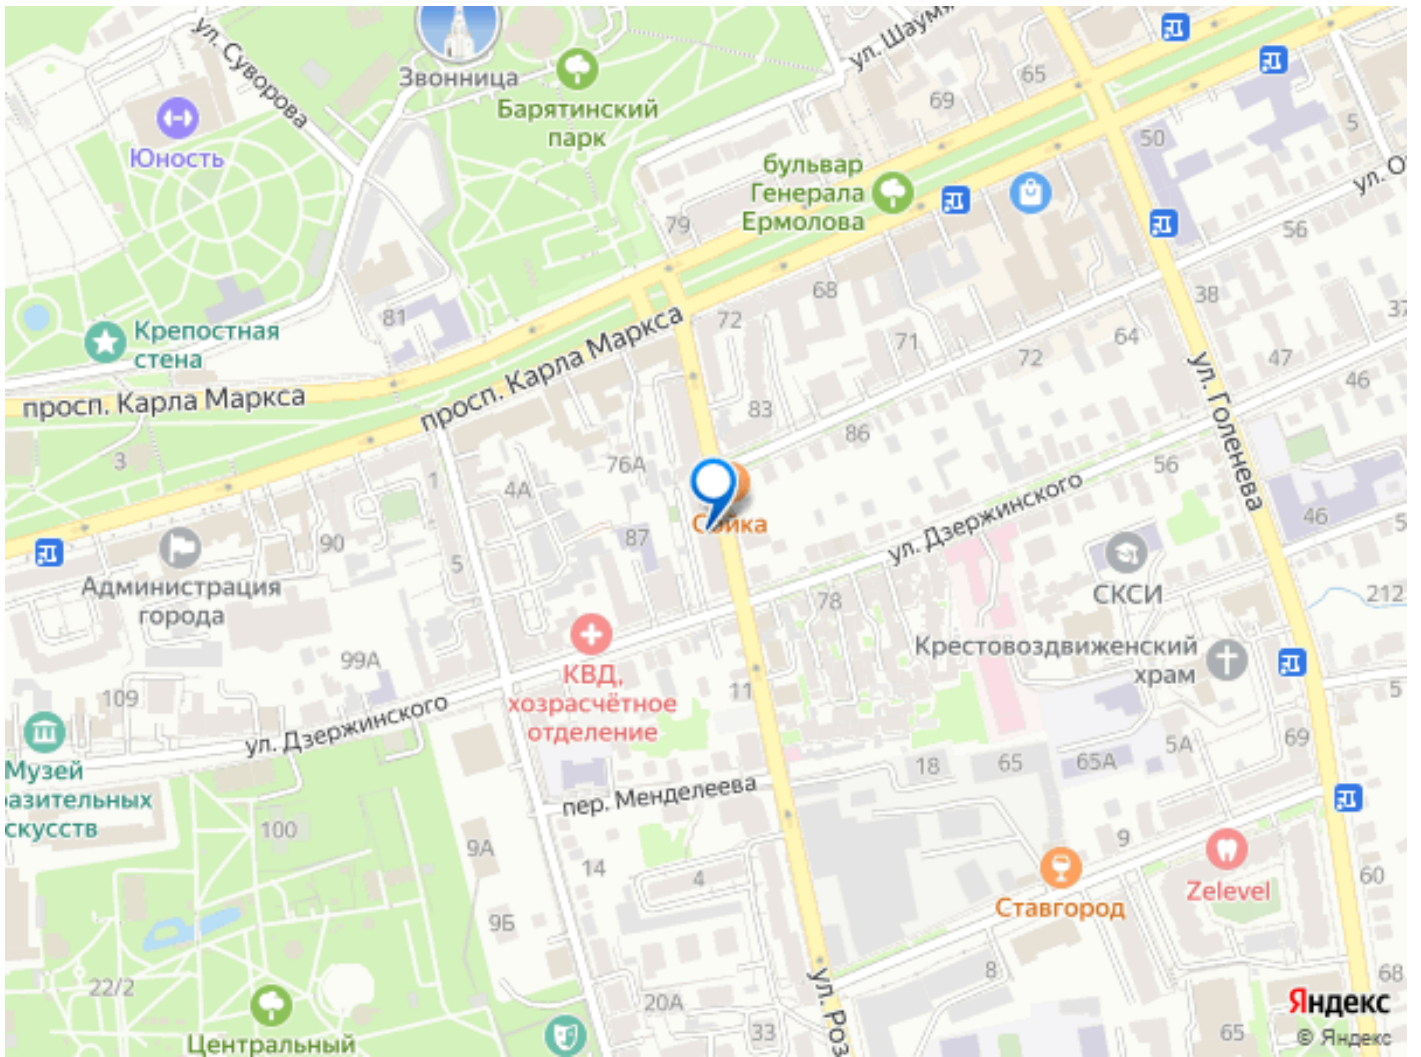 ул. Суворова
Звонница
ул. Шаумя
65
69
Барятинский
парк
Юность
50
5
бульвар
Генерала
Ермолова
79
56
68
38
81
72
71
72
64
37
Крепостная
стена
просп. Карла Маркса
просп. Карла Маркса
47
46
ул. Голенева
83
86
3
1
76А
4А
56
46
5
Сойка
ул. Дзержинского
87
90
Администрация
города
5
СКСИ
212
78
КВД,
хозрасчётное
отделение
Крестовоздвиженский
храм
99А
109
11
5
ул. Дзержинского
5А
69
18
65
65А
Музей
разительных
скусств
пер. Менделеева
100
9А
14
4
9
Zelevel
60
Ставгород
9Б
8
22/2
20А
33
ул. Роз
68
65
Центральный
Яндекс
© Яндекс